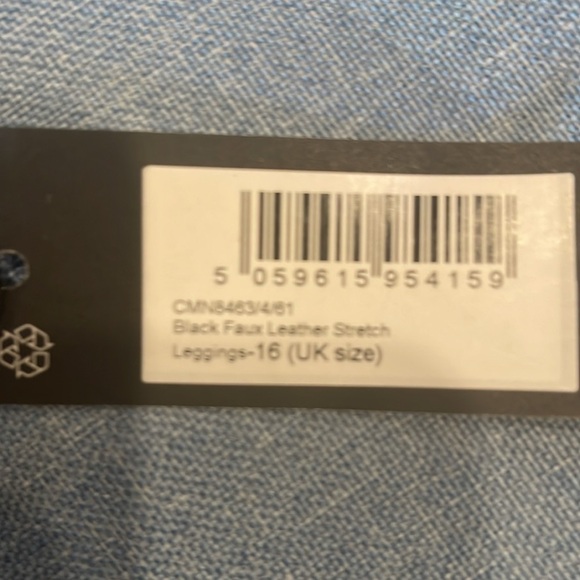 5 059615 954159
CMN8463/4/61
Black Faux Leather Stretch
Leggings-16 (UK size)